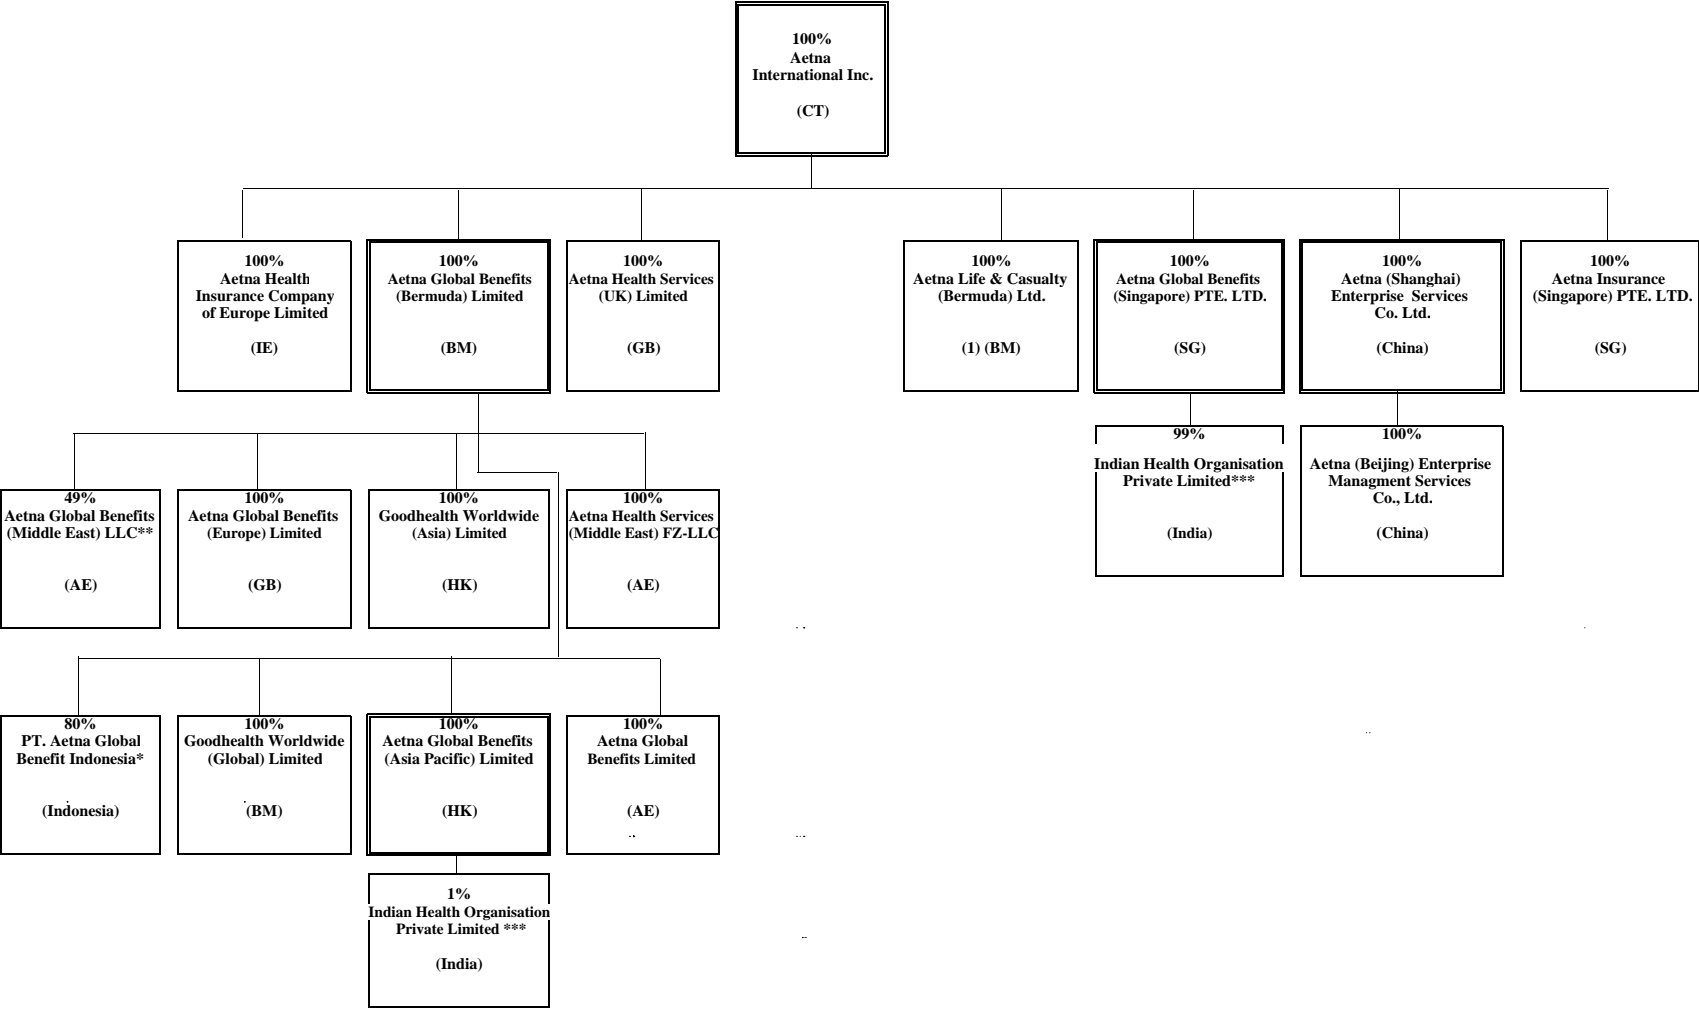 100%
Aetna
International Inc.
(CT)
100%
Aetna Health
Insurance Company
of Europe Limited
(IE)
100%
Aetna Global Benefits
(Bermuda) Limited
(BM)
100%
Aetna Health Services
(UK) Limited
(GB)
100%
Aetna Life & Casualty
(Bermuda) Ltd.
(1) (BM)
100%
Aetna Global Benefits
(Singapore) PTE. LTD.
(SG)
100%
Aetna (Shanghai)
Enterprise Services
Co. Ltd.
(China)
100%
Aetna Insurance
(Singapore) PTE. LTD.
(SG)
99%
Indian Health Organisation
Private Limited***
(India)
100%
Aetna (Beijing) Enterprise
Managment Services
Co., Ltd.
(China)
49%
Aetna Global Benefits
(Middle East) LLC**
(AE)
100%
Aetna Global Benefits
(Europe) Limited
(GB)
100%
Goodhealth Worldwide
(Asia) Limited
(HK)
100%
Aetna Health Services
(Middle East) FZ-LLC
(AE)
80%
PT. Aetna Global
Benefit Indonesia*
(Indonesia)
100%
Goodhealth Worldwide
(Global) Limited
(BM)
100%
Aetna Global Benefits
(Asia Pacific) Limited
(HK)
100%
Aetna Global
Benefits Limited
(AE)
1%
Indian Health Organisation
Private Limited ***
(India)